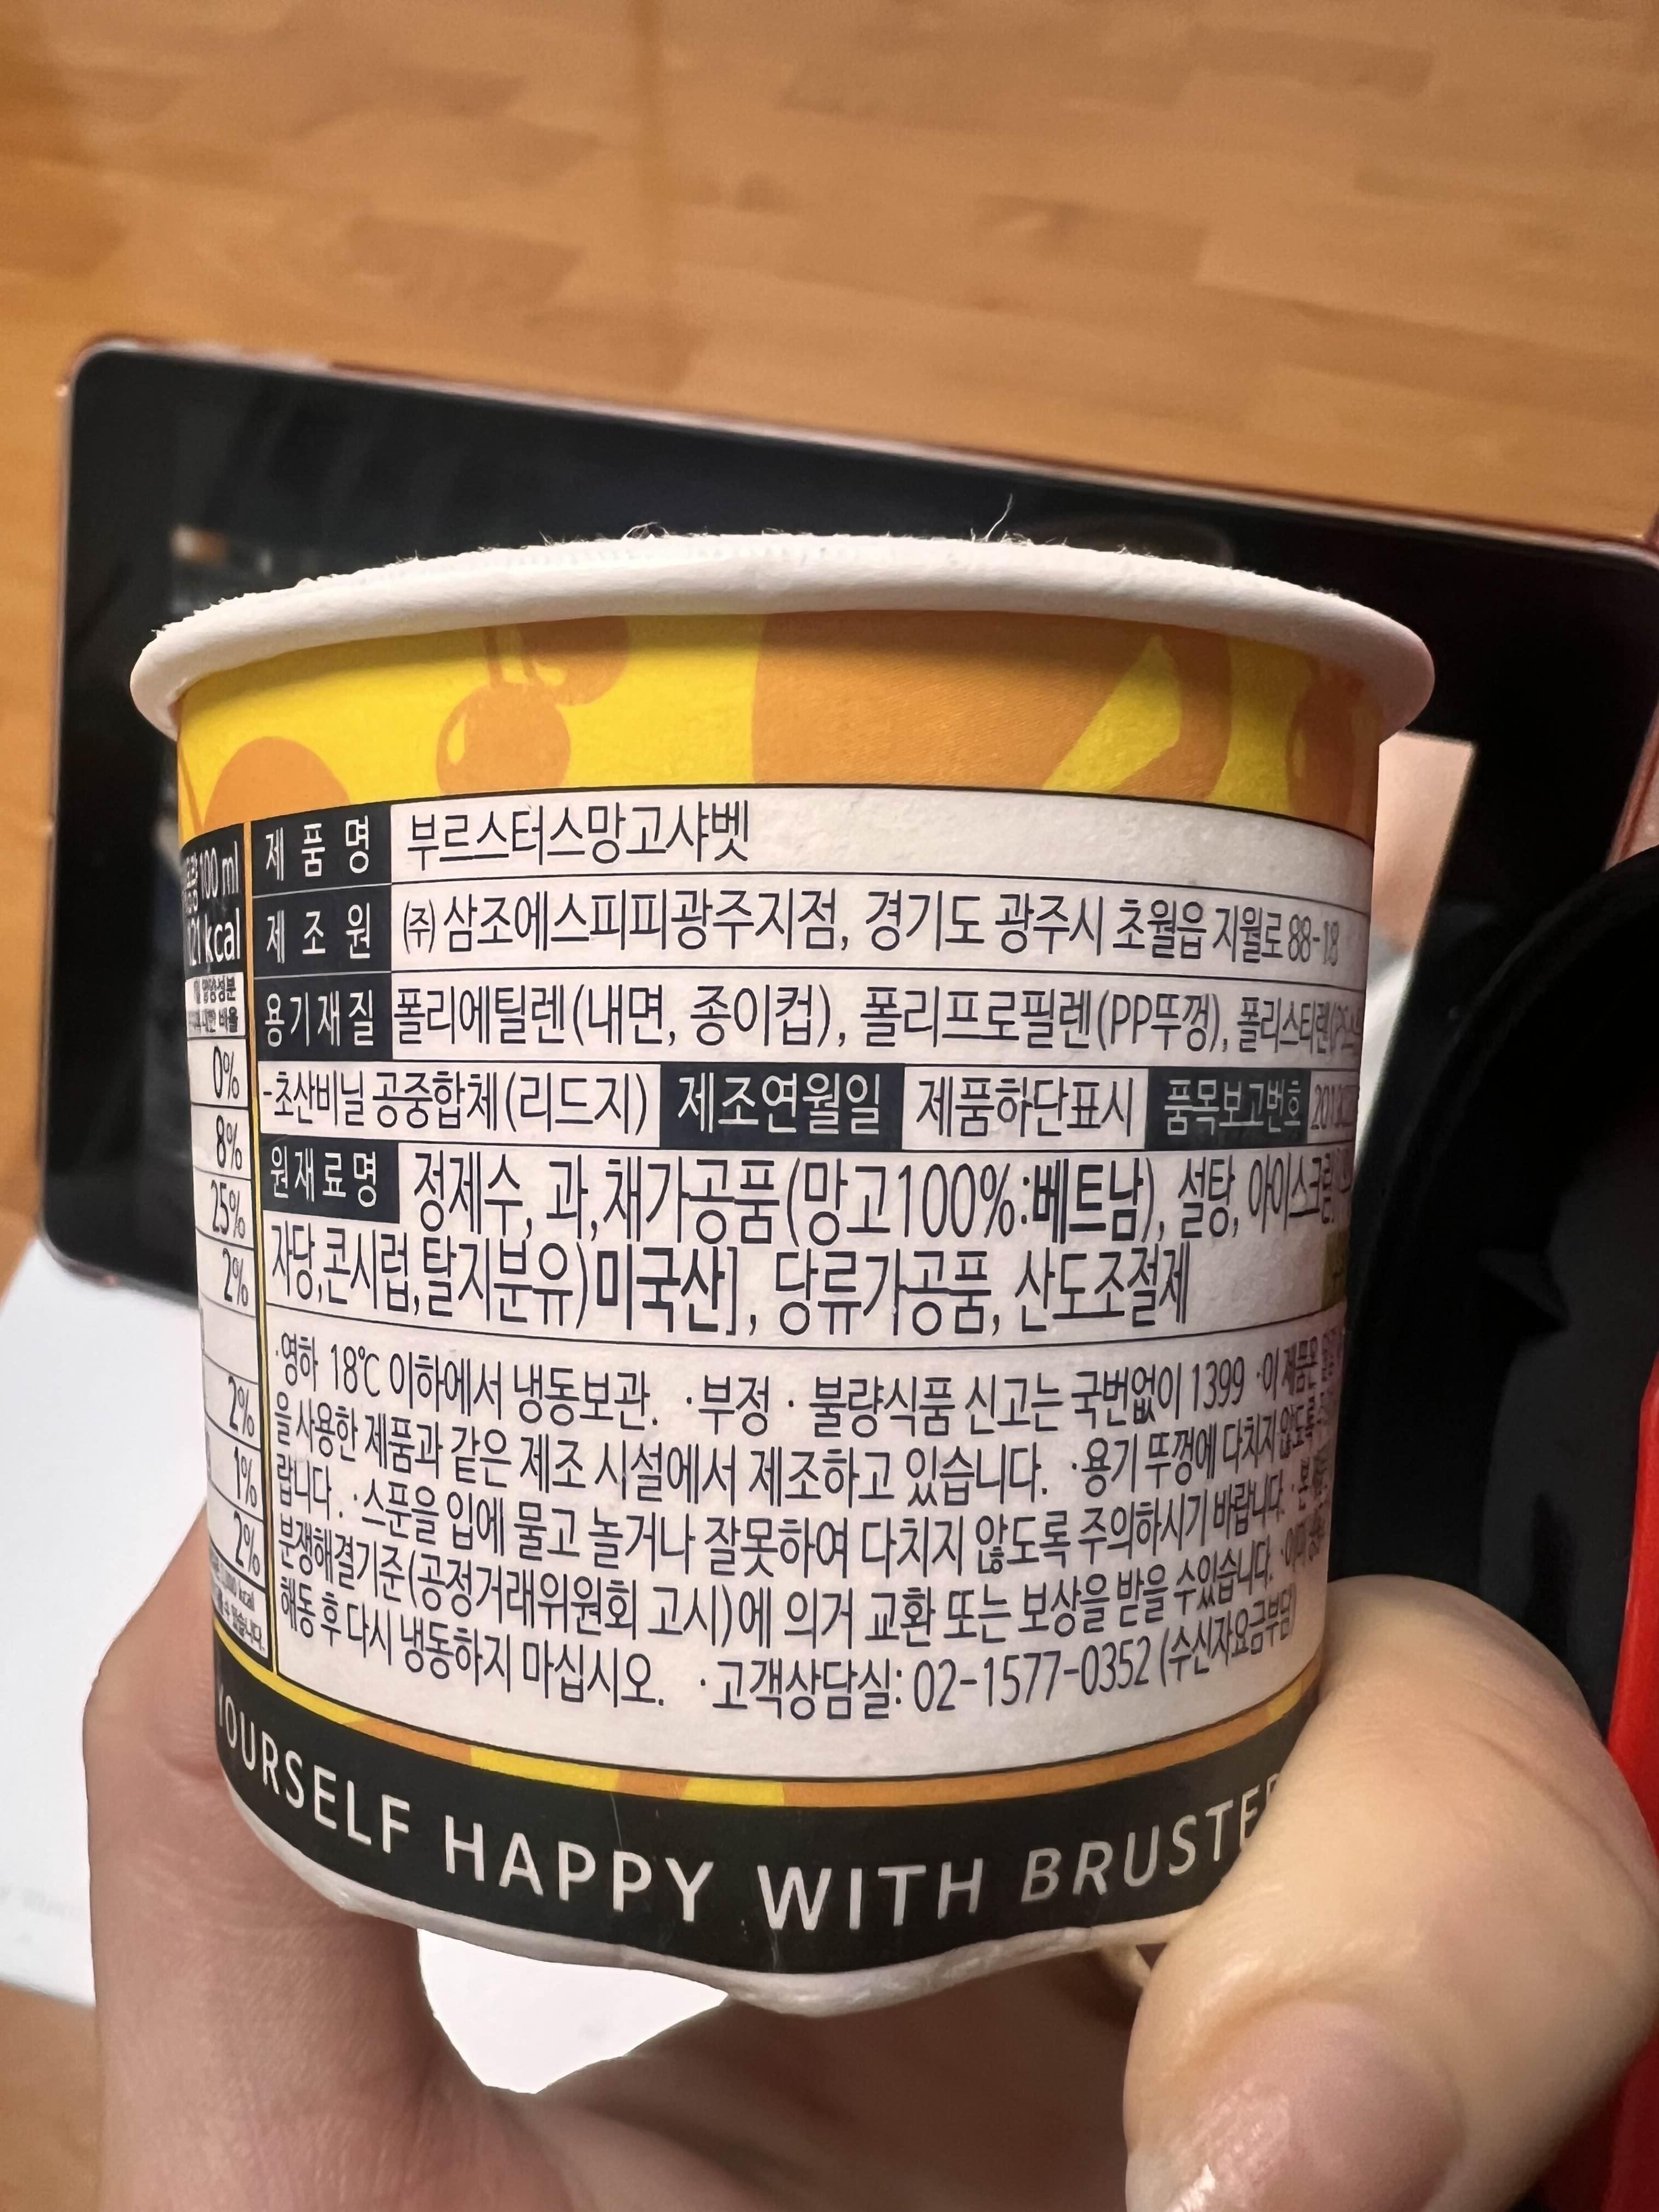 100 ml
kcal
0%
8%
25%
2%
2%
1%
2%
제품명 부르스터스망고샤벳
제조원 ㈜삼조에스피피광주지점, 경기도 광주시 초월읍 지월로 88-18
용기재질 폴리에틸렌(내면, 종이컵), 폴리프로필렌(PP뚜껑), 폴리스티렌
-초산비닐 공중합체(리드지) 제조연월일 제품하단표시 품목보고번호
원재료명 정제수, 과,채가공품(망고100%:베트남), 설탕, 아이스크림
자당,콘시럽,탈지분유)미국산], 당류가공품, 산도조절제
·영하 18℃ 이하에서 냉동보관. ·부정·불량식품 신고는 국번없이 1399 ·이 제품은
을 사용한 제품과 같은 제조 시설에서 제조하고 있습니다. ·용기 뚜껑에 다치지 않도록
랍니다. ·스푼을 입에 물고 놀거나 잘못하여 다치지 않도록 주의하시기 바랍니다.
분쟁해결기준(공정거래위원회 고시)에 의거 교환 또는 보상을 받을 수있습니다.
해동 후 다시 냉동하지 마십시오. ·고객상담실: 02-1577-0352 (수신자요금부담)
YOURSELF HAPPY WITH